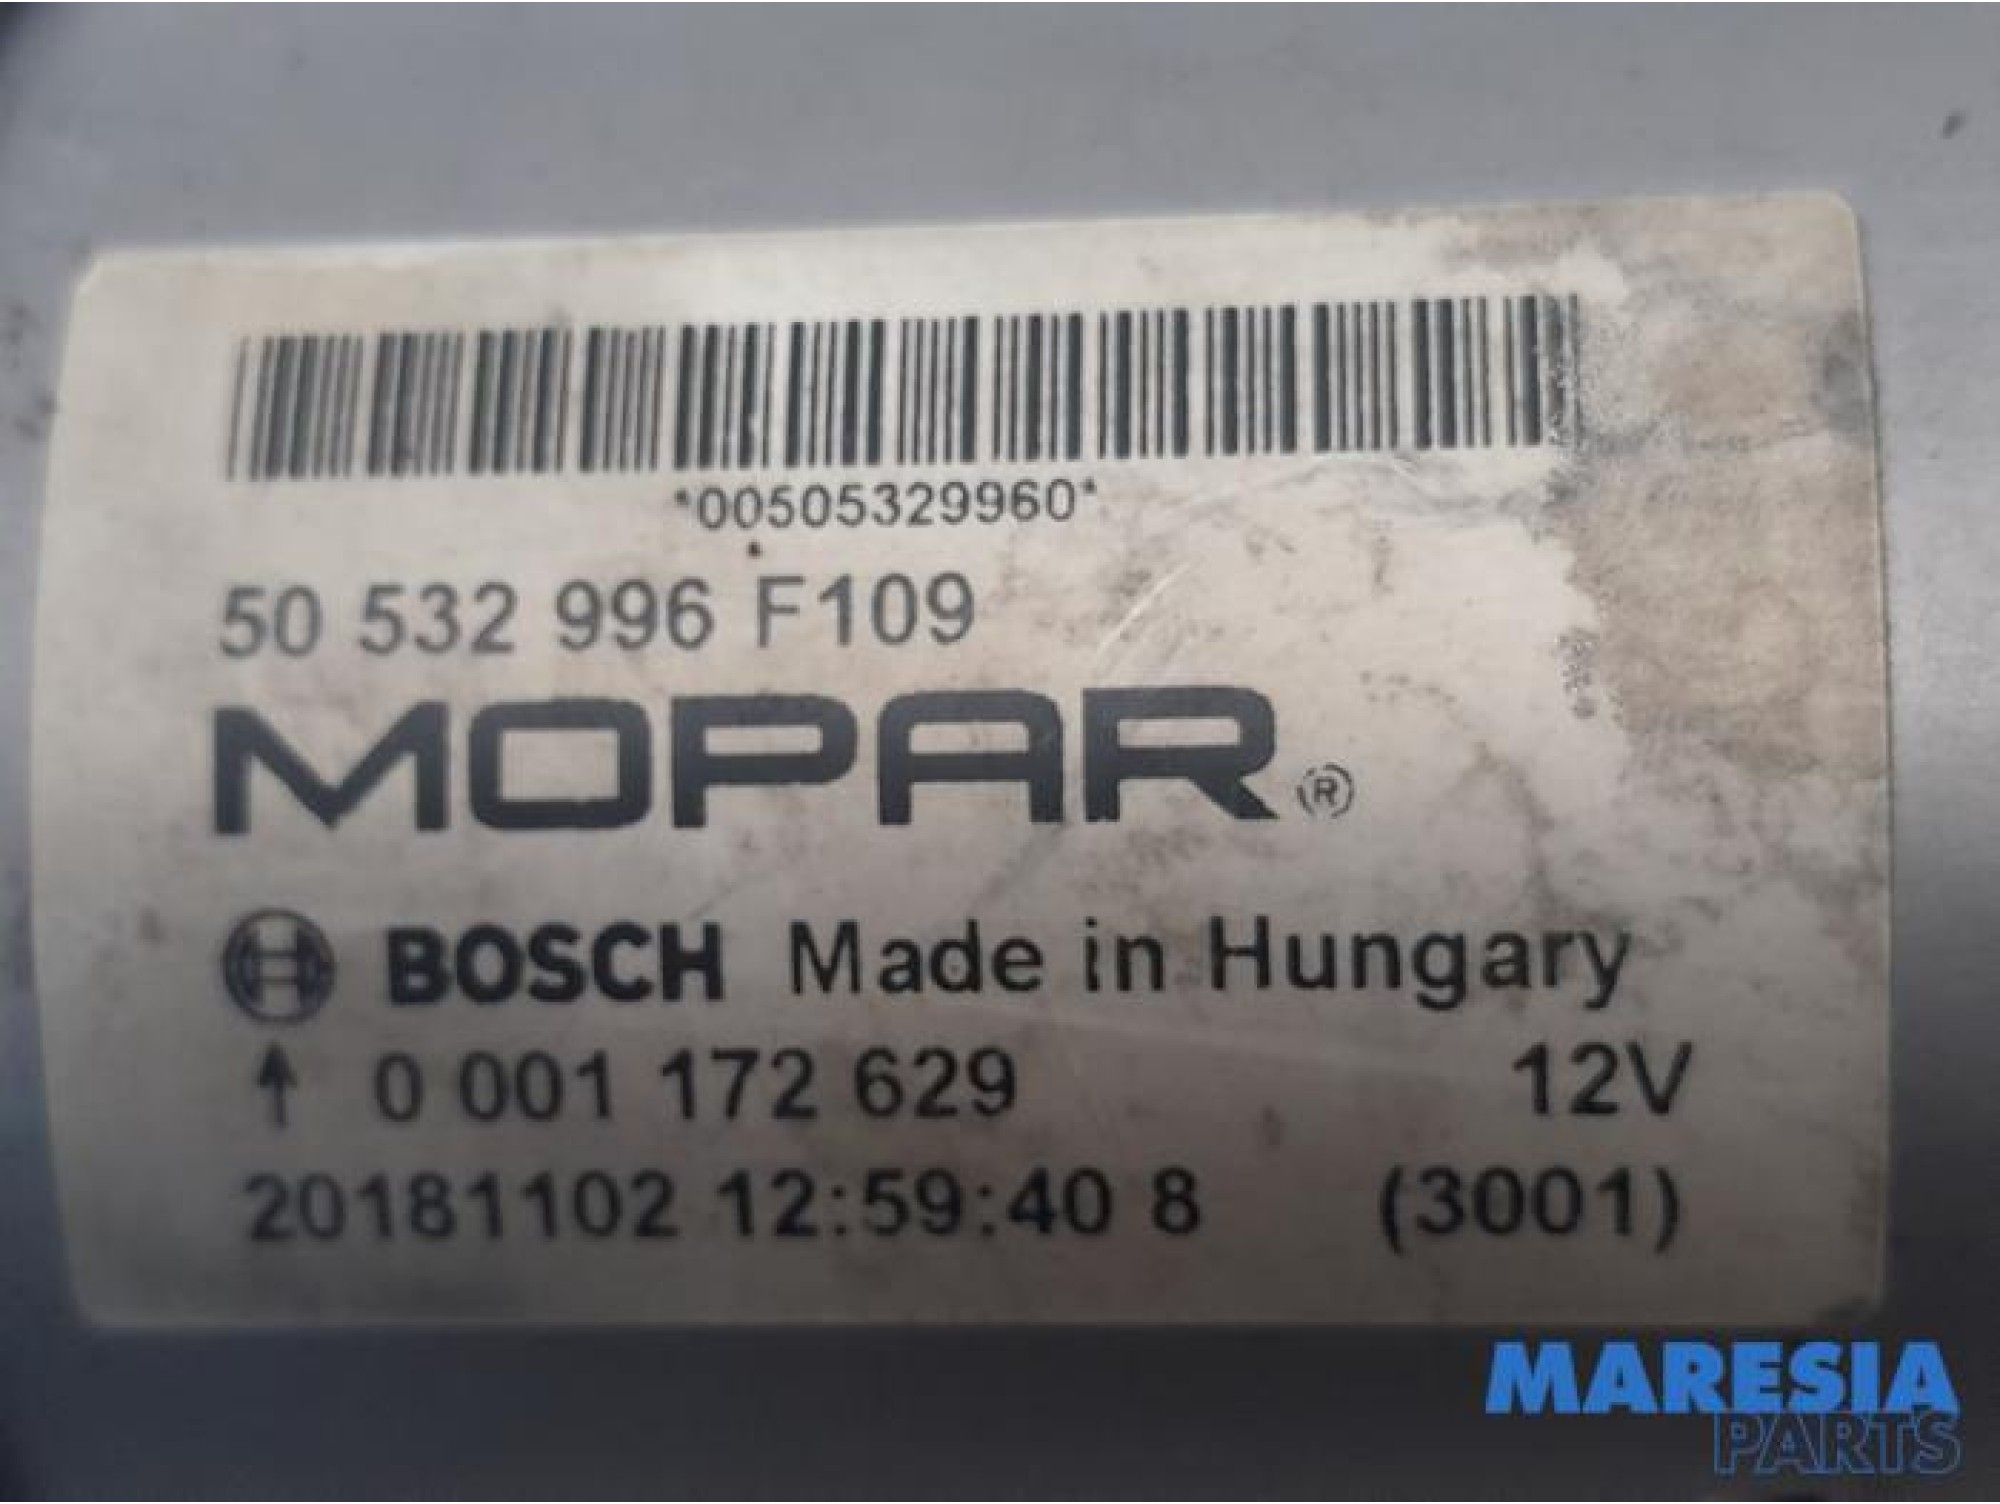 *00505329960*
50 532 996 F109
MOPAR®
BOSCH Made in Hungary
↑ 0 001 172 629 12V
20181102 12:59:40 8 (3001)
MARESIA
PARTS